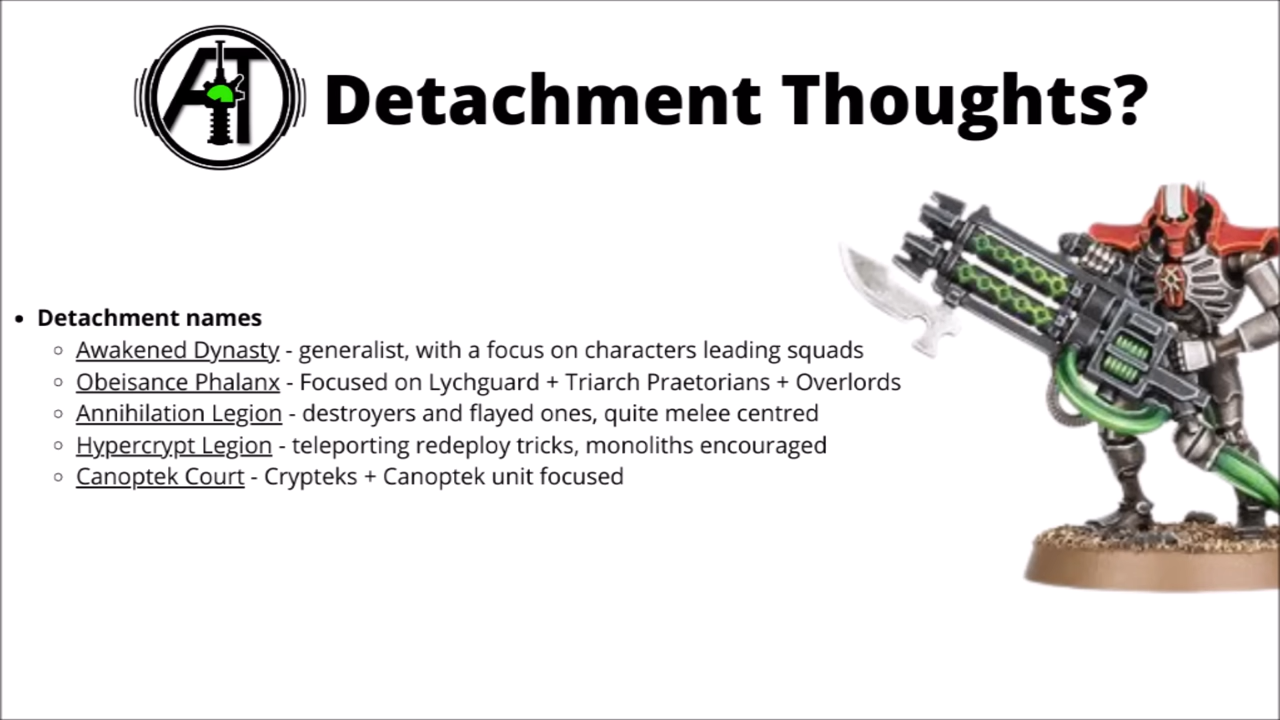 AT
Detachment Thoughts?
• Detachment names
○ Awakened Dynasty - generalist, with a focus on characters leading squads
○ Obeisance Phalanx - Focused on Lychguard + Triarch Praetorians + Overlords
○ Annihilation Legion - destroyers and flayed ones, quite melee centred
○ Hypercrypt Legion - teleporting redeploy tricks, monoliths encouraged
○ Canoptek Court - Crypteks + Canoptek unit focused